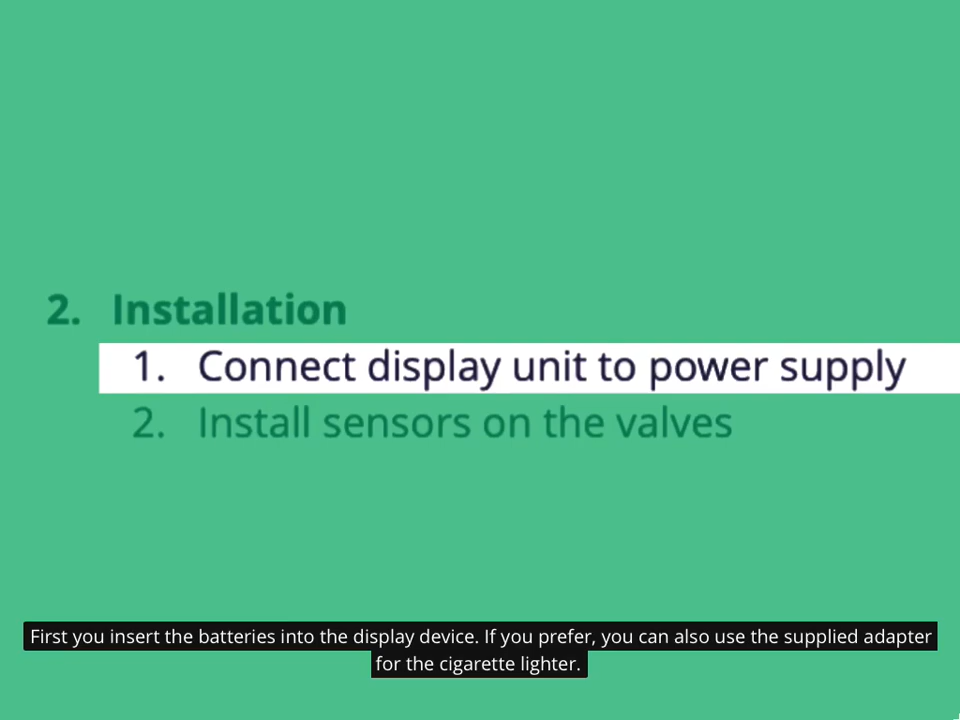 2. Installation
1. Connect display unit to power supply
2. Install sensors on the valves
First you insert the batteries into the display device. If you prefer, you can also use the supplied adapter
for the cigarette lighter.